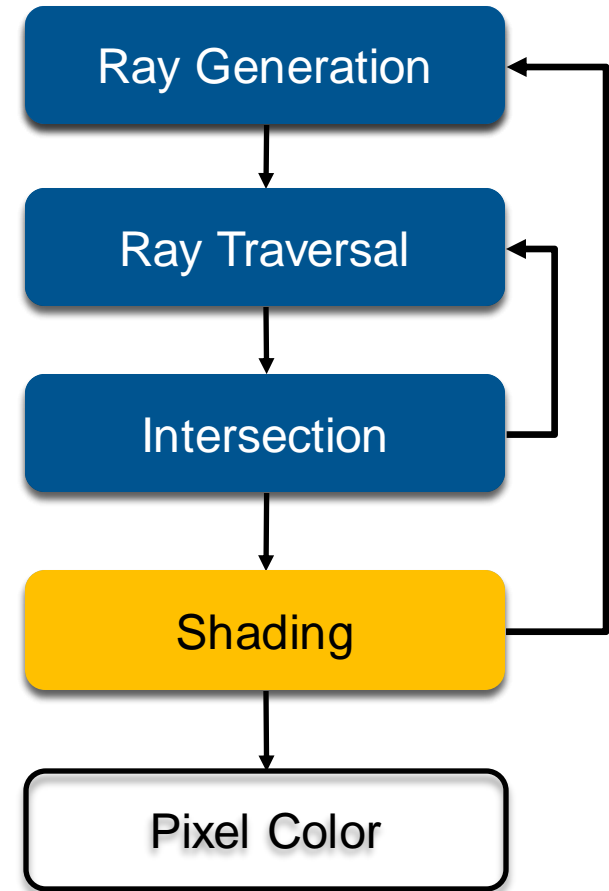 Ray Generation
Ray Traversal
Intersection
Shading
Pixel Color